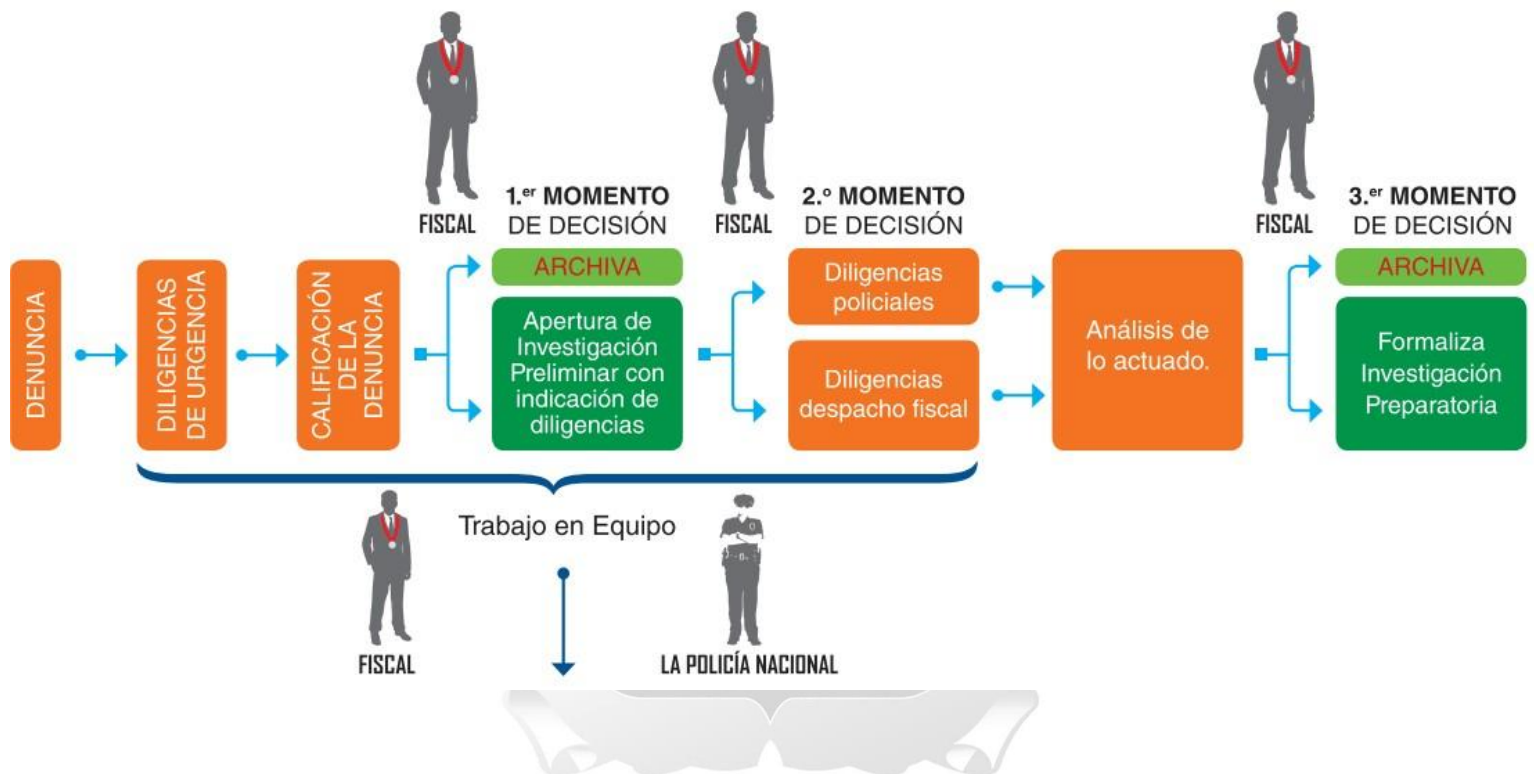 FISCAL
1.er MOMENTO
DE DECISIÓN
FISCAL
2.º MOMENTO
DE DECISIÓN
FISCAL
3.er MOMENTO
DE DECISIÓN
DENUNCIA
DILIGENCIAS
DE URGENCIA
CALIFICACIÓN
DE LA
DENUNCIA
ARCHIVA
Apertura de
Investigación
Preliminar con
indicación de
diligencias
Diligencias
policiales
Diligencias
despacho fiscal
Análisis de
lo actuado.
ARCHIVA
Formaliza
Investigación
Preparatoria
Trabajo en Equipo
FISCAL
LA POLICÍA NACIONAL